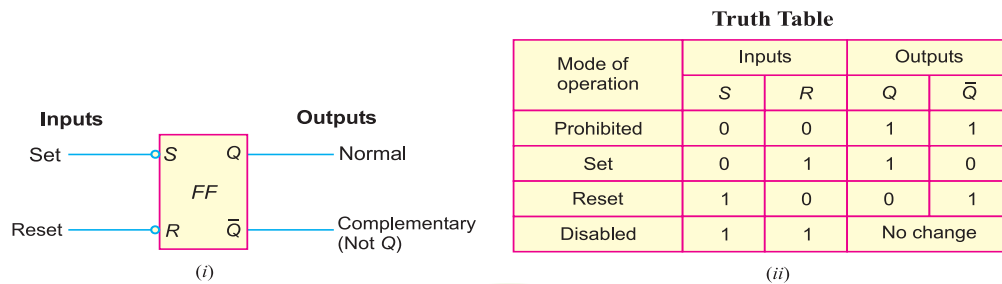 Inputs
Outputs
Set
S
Q
Normal
FF
Reset
R
Q̅
Complementary
(Not Q)
(i)
Truth Table
Mode of operation
Inputs
Outputs
S R Q Q̅
Prohibited 0 0 1 1
Set 0 1 1 0
Reset 1 0 0 1
Disabled 1 1 No change
(ii)